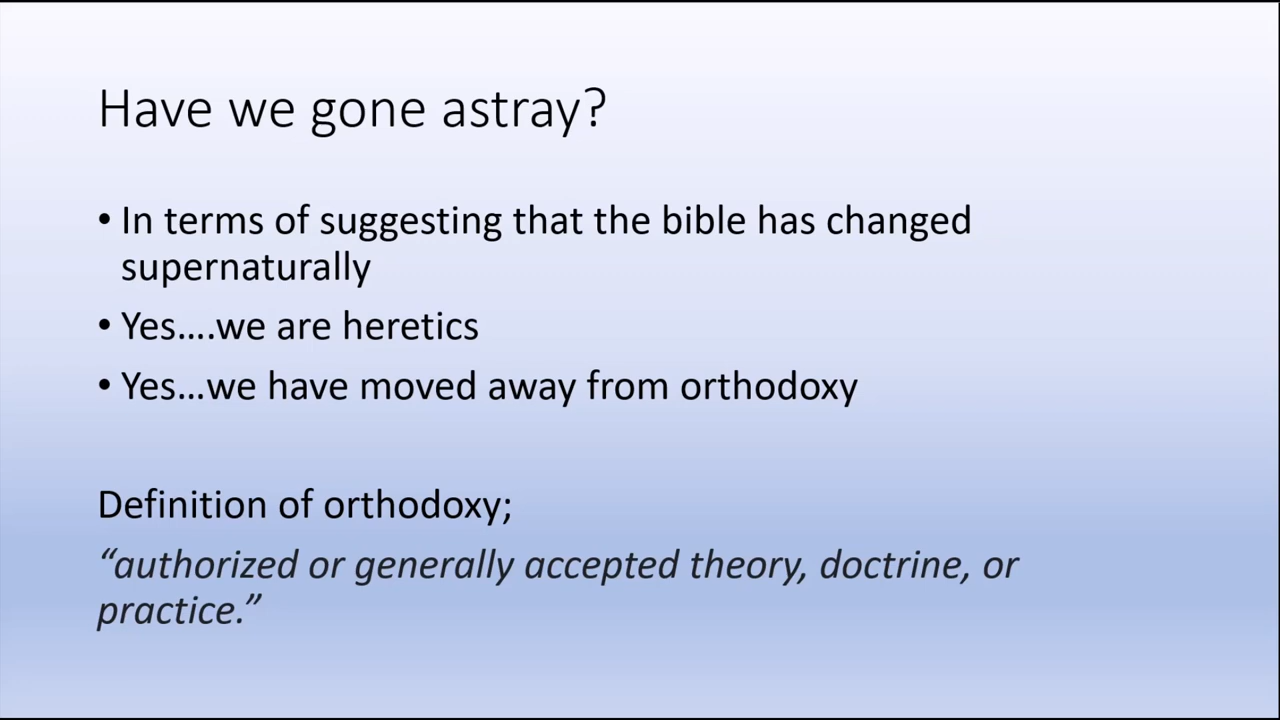 Have we gone astray?
• In terms of suggesting that the bible has changed
supernaturally
• Yes....we are heretics
• Yes...we have moved away from orthodoxy
Definition of orthodoxy;
“authorized or generally accepted theory, doctrine, or
practice.”